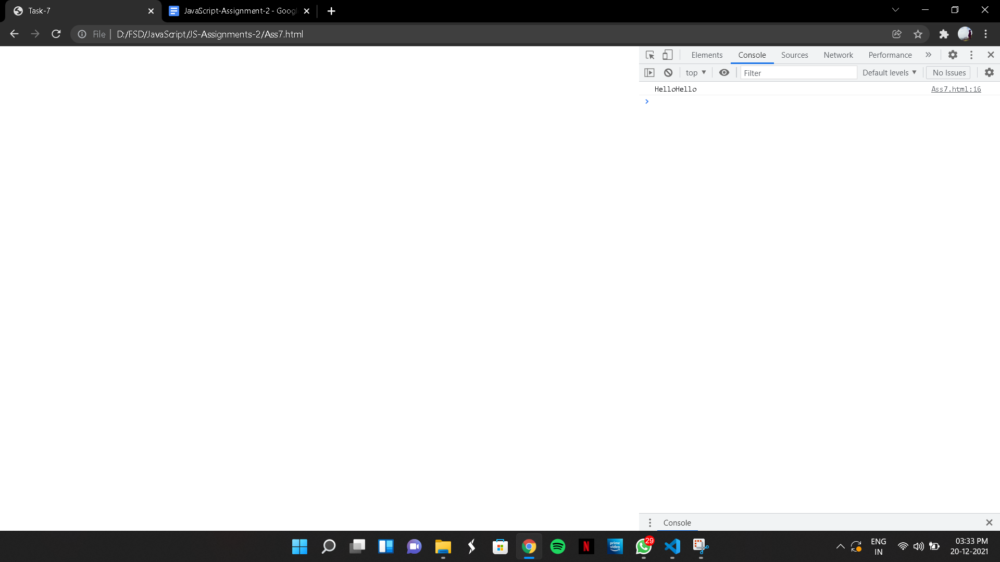 Task-7
JavaScript-Assignment-2 - Goog
File | D:/FSD/JavaScript/JS-Assignments-2/Ass7.html
Elements Console Sources Network Performance
top Filter Default levels No Issues
HelloHello Ass7.html:16
Console
prime video
29
ENG
IN
03:33 PM
20-12-2021